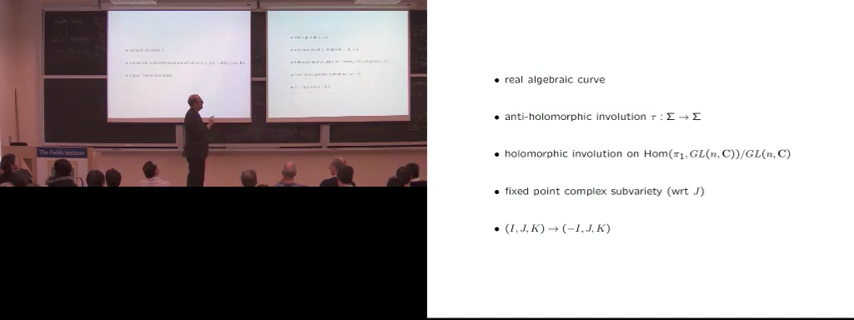 The Fields Institute
• real algebraic curve
• anti-holomorphic involution τ : Σ → Σ
• holomorphic involution on Hom(π₁, GL(n, C))/GL(n, C)
• fixed point complex subvariety (wrt J)
• (I, J, K) → (−I, J, K)